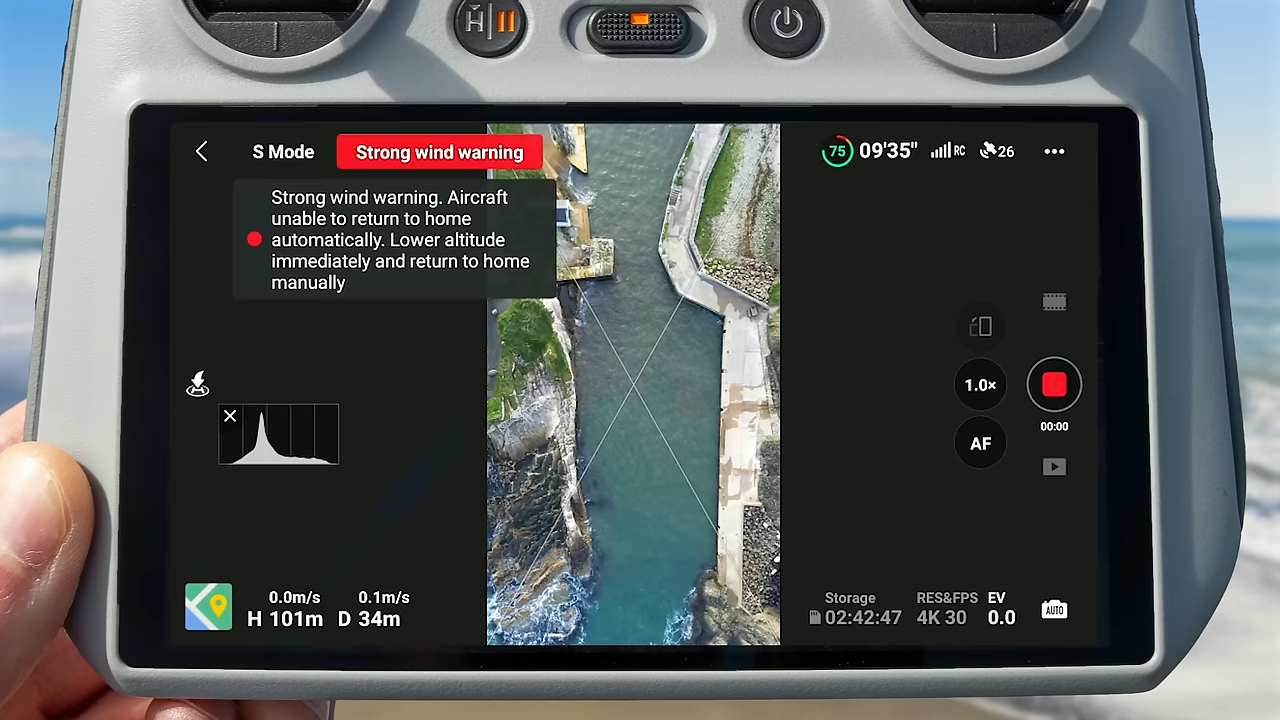 H
S Mode
Strong wind warning
75 09'35" RC 26
Strong wind warning. Aircraft
unable to return to home
automatically. Lower altitude
immediately and return to home
manually
1.0×
AF
00:00
0.0m/s 0.1m/s
H 101m D 34m
Storage RES&FPS EV
02:42:47 4K 30 0.0
AUTO